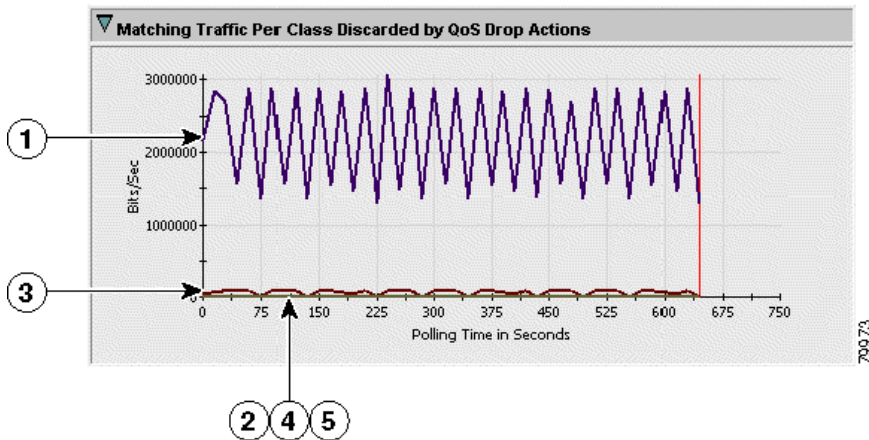 Matching Traffic Per Class Discarded by QoS Drop Actions
3000000
1
2000000
Bits/Sec
1000000
3
0
0 75 150 225 300 375 450 525 600 675 750
Polling Time in Seconds
79973
2 4 5